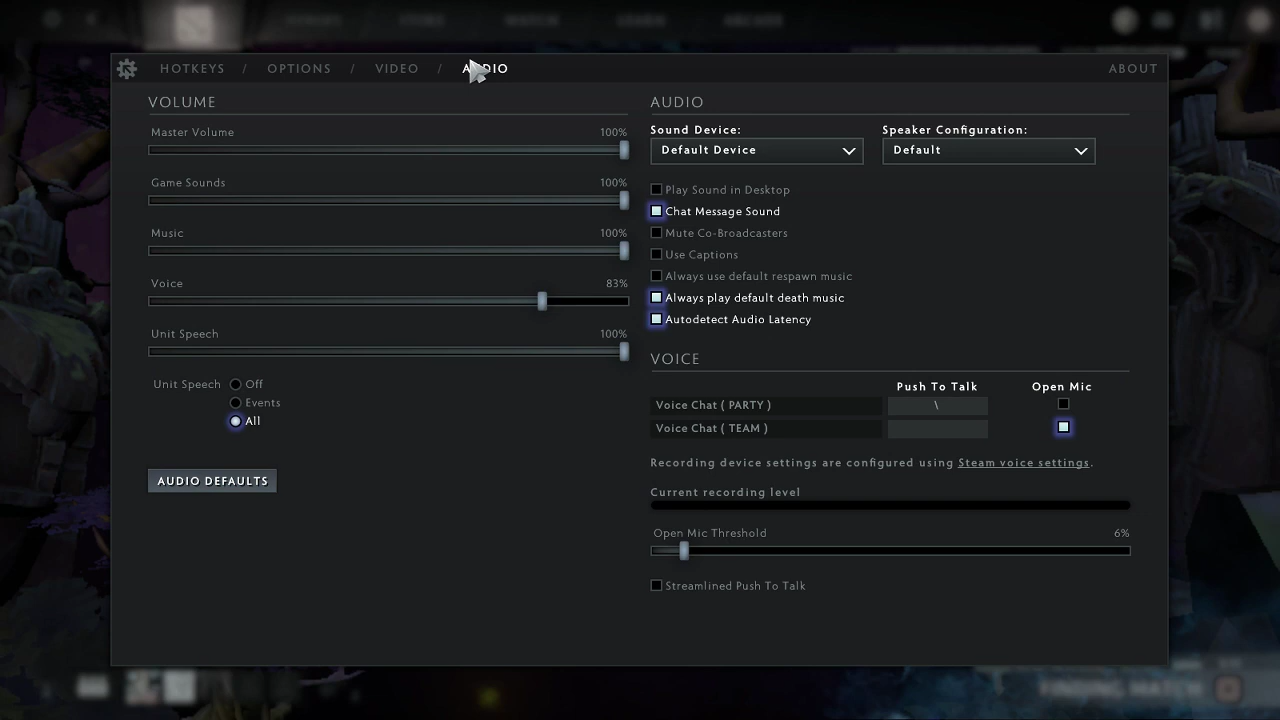 HOTKEYS / OPTIONS / VIDEO / AUDIO ABOUT
VOLUME
Master Volume 100%
Game Sounds 100%
Music 100%
Voice 83%
Unit Speech 100%
Unit Speech Off
Events
All
AUDIO DEFAULTS
AUDIO
Sound Device: Speaker Configuration:
Default Device Default
Play Sound in Desktop
Chat Message Sound
Mute Co-Broadcasters
Use Captions
Always use default respawn music
Always play default death music
Autodetect Audio Latency
VOICE
Push To Talk Open Mic
Voice Chat ( PARTY ) \
Voice Chat ( TEAM )
Recording device settings are configured using Steam voice settings.
Current recording level
Open Mic Threshold 6%
Streamlined Push To Talk
FINDING MATCH